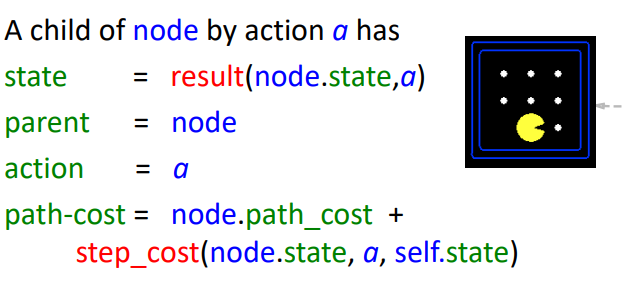 A child of node by action a has
state = result(node.state,a)
parent = node
action = a
path-cost = node.path_cost +
step_cost(node.state, a, self.state)